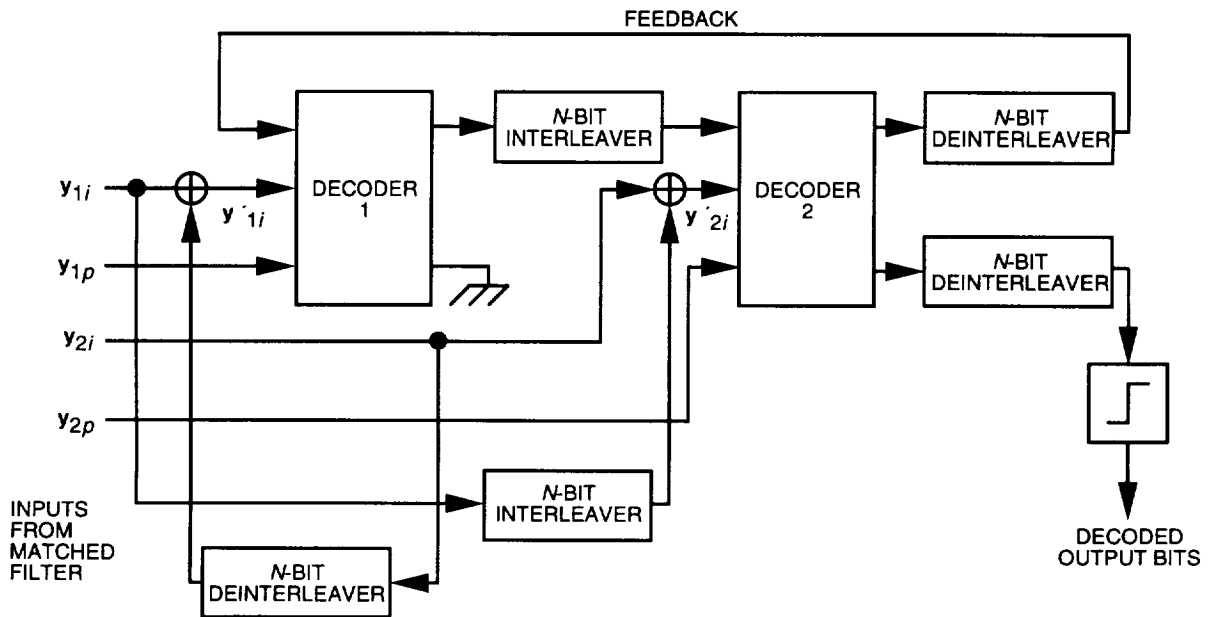 FEEDBACK
N-BIT
INTERLEAVER
N-BIT
DEINTERLEAVER
DECODER
1
DECODER
2
y1i
y´1i
y´2i
y1p
N-BIT
DEINTERLEAVER
y2i
y2p
N-BIT
INTERLEAVER
INPUTS
FROM
MATCHED
FILTER
N-BIT
DEINTERLEAVER
DECODED
OUTPUT BITS